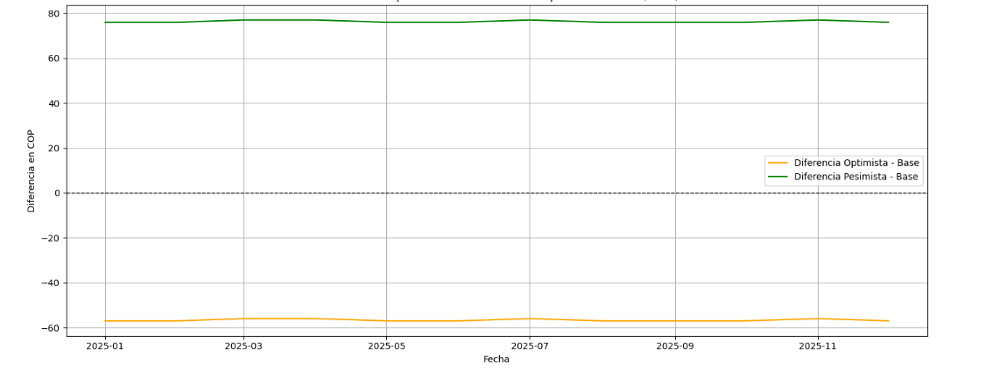 80
60
40
20
0
−20
−40
−60
Diferencia en COP
Diferencia Optimista - Base
Diferencia Pesimista - Base
2025-01 2025-03 2025-05 2025-07 2025-09 2025-11
Fecha